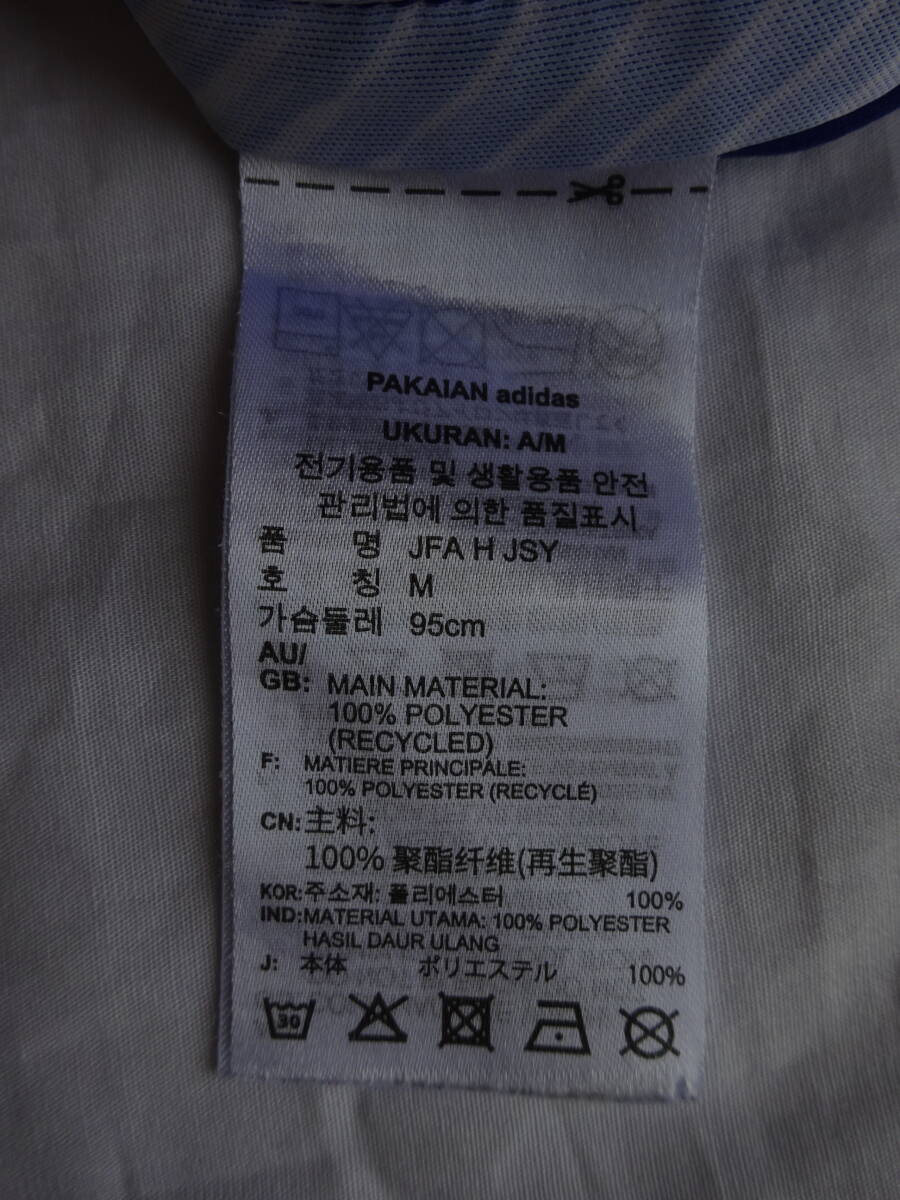 PAKAIAN adidas
UKURAN: A/M
전기용품 및 생활용품 안전
관리법에 의한 품질표시
품 명 JFA H JSY
호 칭 M
가슴둘레 95cm
AU/
GB: MAIN MATERIAL:
100% POLYESTER
(RECYCLED)
F: MATIERE PRINCIPALE:
100% POLYESTER (RECYCLÉ)
CN: 主料:
100% 聚酯纤维(再生聚酯)
KOR: 주소재: 폴리에스터 100%
IND: MATERIAL UTAMA: 100% POLYESTER
HASIL DAUR ULANG
J: 本体 ポリエステル 100%
30